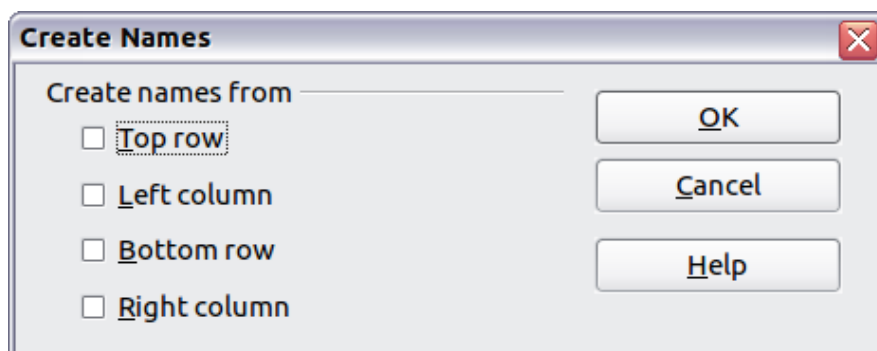 Create Names
Create names from
Top row
Left column
Bottom row
Right column
OK
Cancel
Help